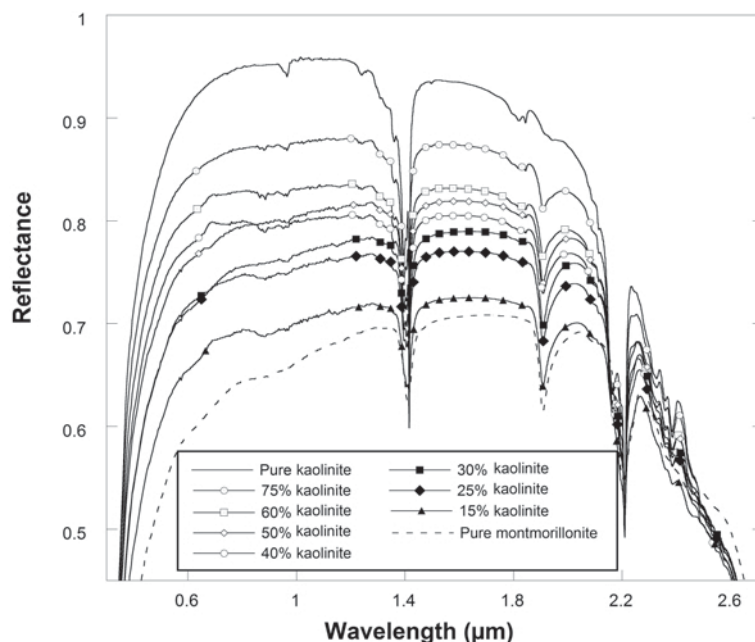 1
0.9
0.8
0.7
0.6
0.5
Reflectance
Pure kaolinite
75% kaolinite
60% kaolinite
50% kaolinite
40% kaolinite
30% kaolinite
25% kaolinite
15% kaolinite
Pure montmorillonite
0.6 1 1.4 1.8 2.2 2.6
Wavelength (µm)